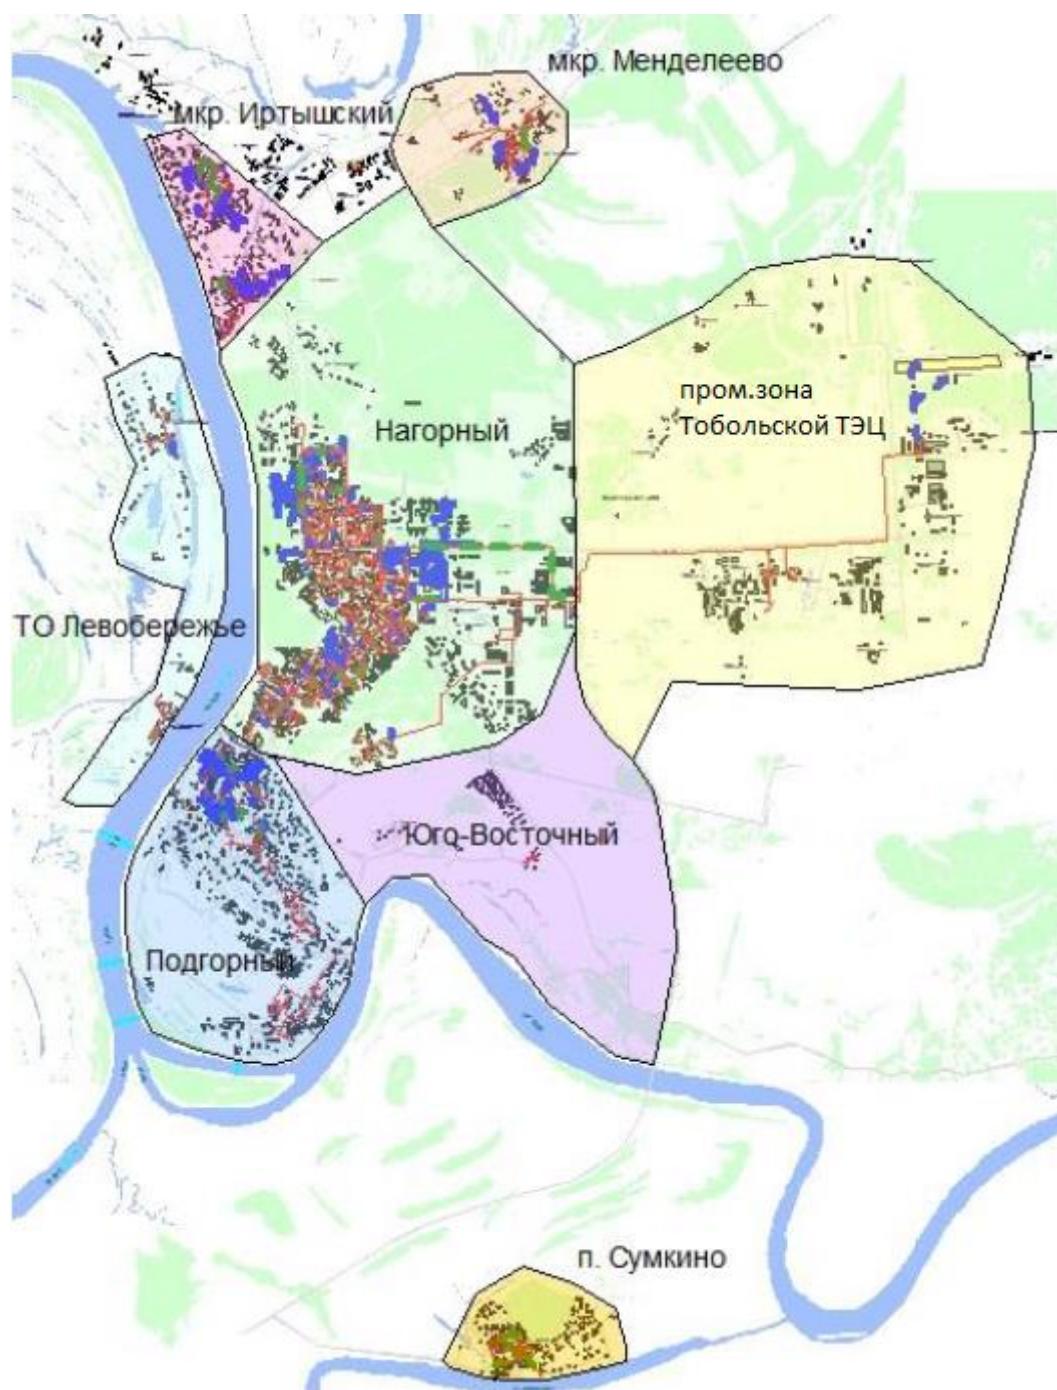 мкр. Менделеево
мкр. Иртышский
пром.зона
Тобольской ТЭЦ
Нагорный
ТО Левобережье
Юго-Восточный
Подгорный
п. Сумкино